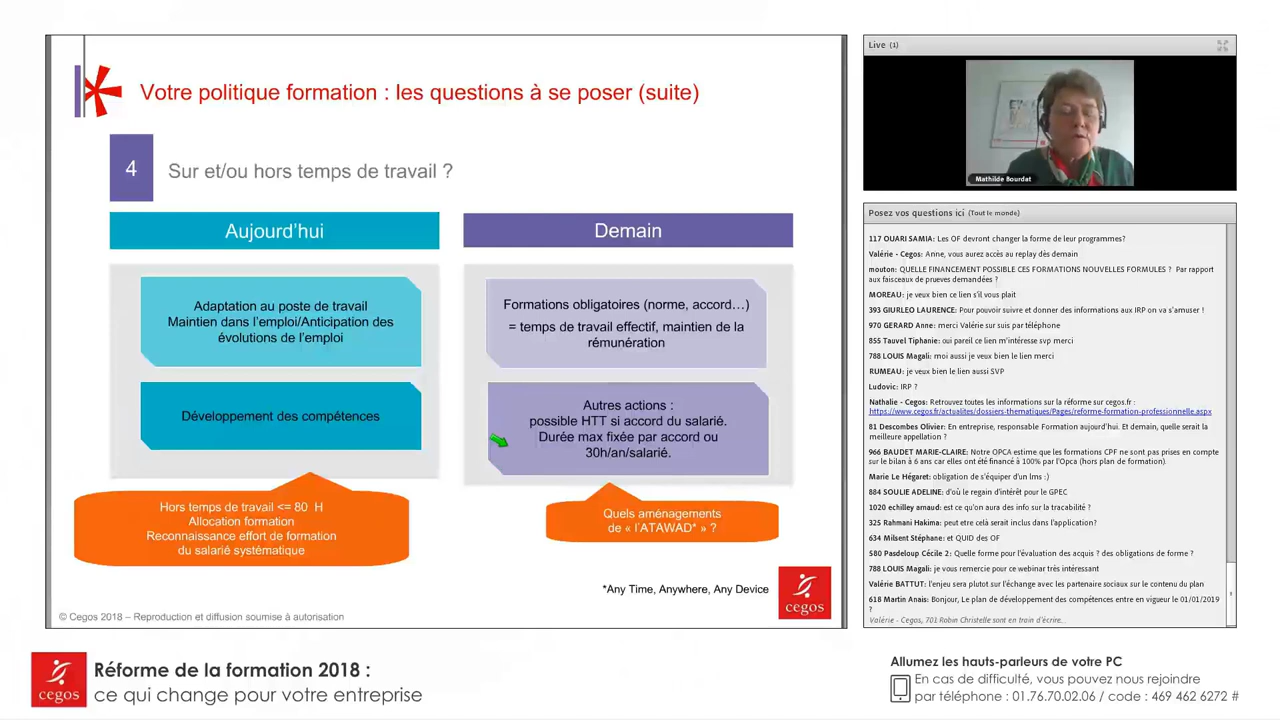 Votre politique formation : les questions à se poser (suite)
4
Sur et/ou hors temps de travail ?
Aujourd'hui
Adaptation au poste de travail
Maintien dans l'emploi/Anticipation des
évolutions de l'emploi
Développement des compétences
Hors temps de travail <= 80 H
Allocation formation
Reconnaissance effort de formation
du salarié systématique
Demain
Formations obligatoires (norme, accord…)
= temps de travail effectif, maintien de la
rémunération
Autres actions :
possible HTT si accord du salarié.
Durée max fixée par accord ou
30h/an/salarié.
Quels aménagements
de « l'ATAWAD* » ?
*Any Time, Anywhere, Any Device
cegos
© Cegos 2018 – Reproduction et diffusion soumise à autorisation
Live (1)
Mathilde Bourdat
Posez vos questions ici (Tout le monde)
117 OUARI SAMIA: Les OF devront changer la forme de leur programmes?
Valérie - Cegos: Anne, vous aurez accès au replay dès demain
mouton: QUELLE FINANCEMENT POSSIBLE CES FORMATIONS NOUVELLES FORMULES ? Par rapport
aux faisceaux de prueves demandées ?
MOREAU: je veux bien ce lien s'il vous plait
393 GIURLEO LAURENCE: Pour pouvoir suivre et donner des informations aux IRP on va s'amuser !
970 GERARD Anne: merci Valérie sur suis par téléphone
855 Tauvel Tiphanie: oui pareil ce lien m'intéresse svp merci
788 LOUIS Magali: moi aussi je veux bien le lien merci
RUMEAU: je veux bien le lien aussi SVP
Ludovic: IRP ?
Nathalie - Cegos: Retrouvez toutes les informations sur la réforme sur cegos.fr :
https://www.cegos.fr/actualites/dossiers-thematiques/Pages/reforme-formation-professionnelle.aspx
81 Descombes Olivier: En entreprise, responsable Formation aujourd'hui. Et demain, quelle serait la
meilleure appellation ?
966 BAUDET MARIE-CLAIRE: Notre OPCA estime que les formations CPF ne sont pas prises en compte
sur le bilan à 6 ans car elles ont été financé à 100% par l'Opca (hors plan de formation).
Marie Le Hégaret: obligation de s'équiper d'un lms :)
884 SOULIE ADELINE: d'où le regain d'intérêt pour le GPEC
1020 echilley arnaud: est ce qu'on aura des info sur la tracabilité ?
325 Rahmani Hakima: peut etre celà serait inclus dans l'application?
634 Milsent Stéphane: et QUID des OF
580 Pasdeloup Cécile 2: Quelle forme pour l'évaluation des acquis ? des obligations de forme ?
788 LOUIS Magali: je vous remercie pour ce webinar très intéressant
Valérie BATTUT: l'enjeu sera plutot sur l'échange avec les partenaire sociaux sur le contenu du plan
618 Martin Anais: Bonjour, Le plan de développement des compétences entre en vigueur le 01/01/2019
?
Valérie - Cegos, 701 Robin Christelle sont en train d'écrire...
cegos
Réforme de la formation 2018 :
ce qui change pour votre entreprise
Allumez les hauts-parleurs de votre PC
En cas de difficulté, vous pouvez nous rejoindre
par téléphone : 01.76.70.02.06 / code : 469 462 6272 #